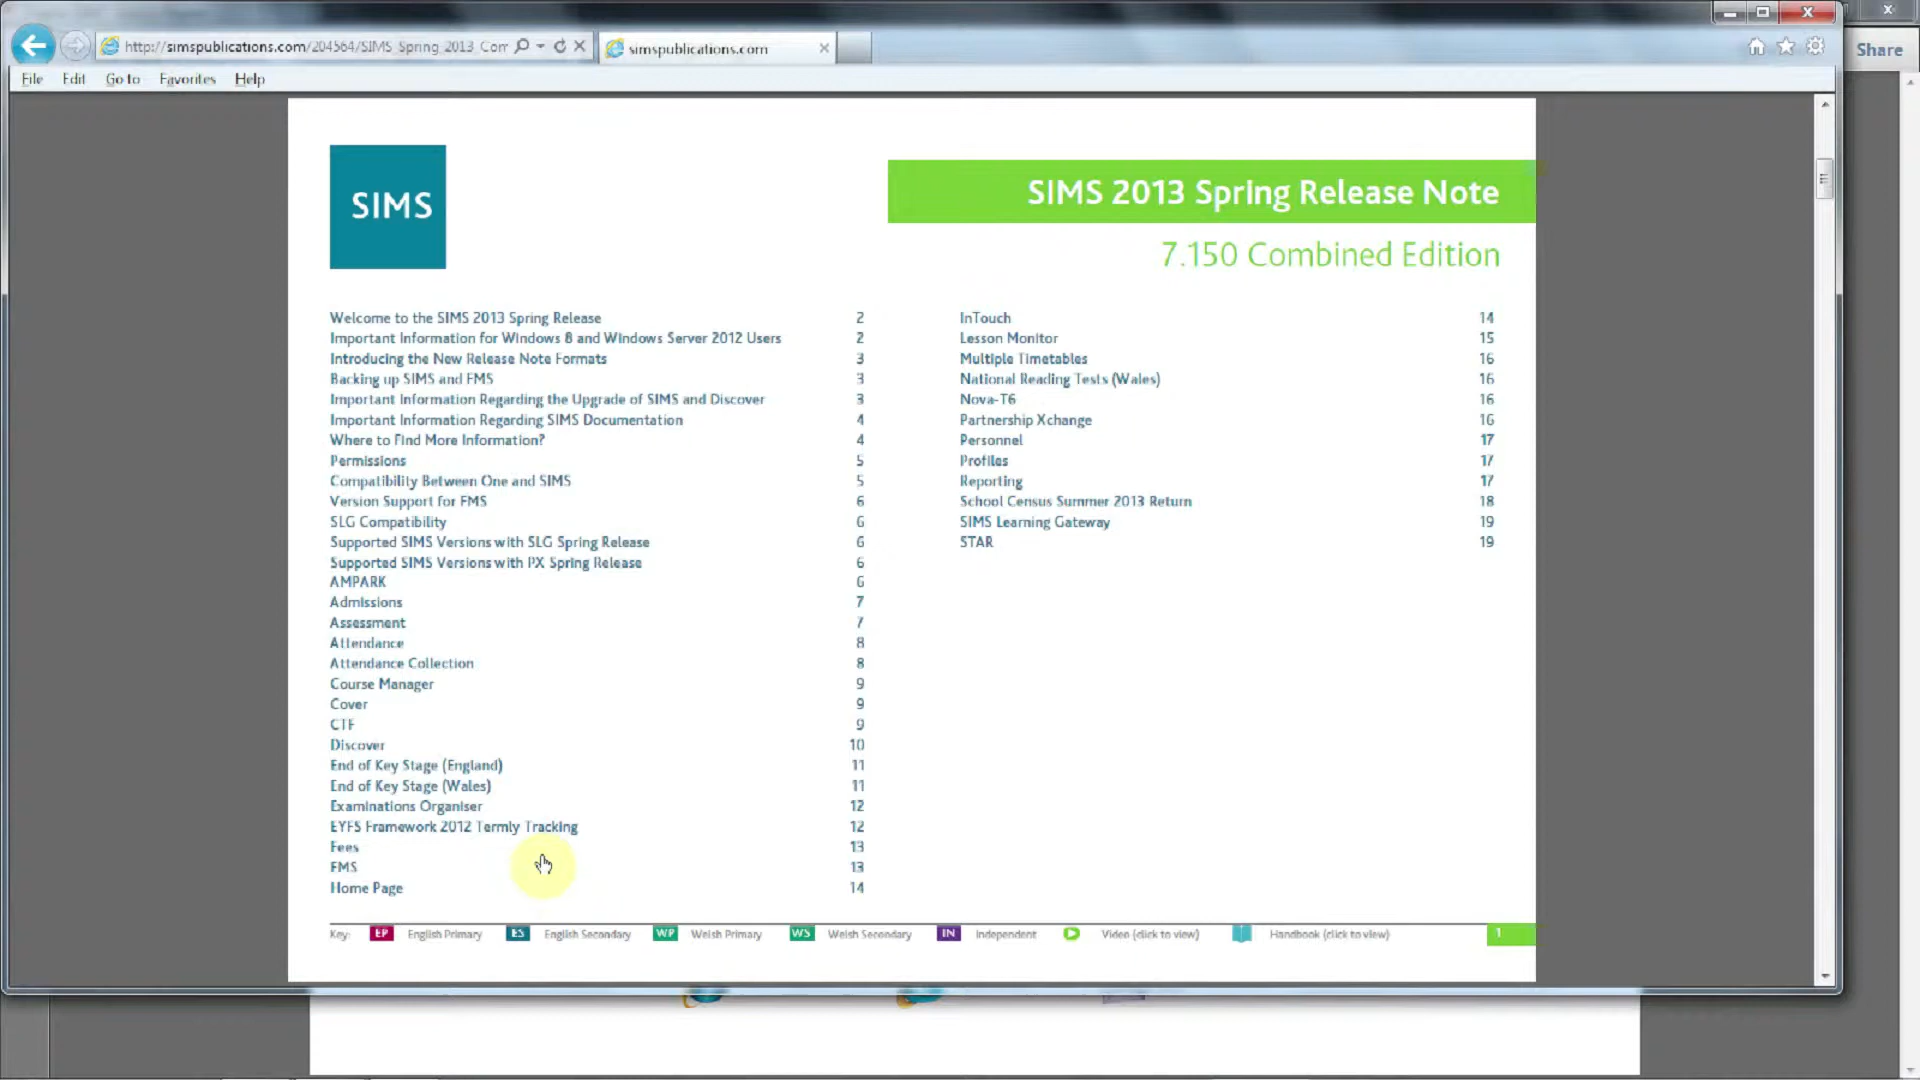 http://simspublications.com/204564/SIMS_Spring_2013_Com
simspublications.com
Share
File Edit Go to Favorites Help
SIMS
SIMS 2013 Spring Release Note
7.150 Combined Edition
Welcome to the SIMS 2013 Spring Release 2
Important Information for Windows 8 and Windows Server 2012 Users 2
Introducing the New Release Note Formats 3
Backing up SIMS and FMS 3
Important Information Regarding the Upgrade of SIMS and Discover 3
Important Information Regarding SIMS Documentation 4
Where to Find More Information? 4
Permissions 5
Compatibility Between One and SIMS 5
Version Support for FMS 6
SLG Compatibility 6
Supported SIMS Versions with SLG Spring Release 6
Supported SIMS Versions with PX Spring Release 6
AMPARK 6
Admissions 7
Assessment 7
Attendance 8
Attendance Collection 8
Course Manager 9
Cover 9
CTF 9
Discover 10
End of Key Stage (England) 11
End of Key Stage (Wales) 11
Examinations Organiser 12
EYFS Framework 2012 Termly Tracking 12
Fees 13
FMS 13
Home Page 14
InTouch 14
Lesson Monitor 15
Multiple Timetables 16
National Reading Tests (Wales) 16
Nova-T6 16
Partnership Xchange 16
Personnel 17
Profiles 17
Reporting 17
School Census Summer 2013 Return 18
SIMS Learning Gateway 19
STAR 19
Key: EP English Primary ES English Secondary WP Welsh Primary WS Welsh Secondary IN Independent Video (click to view) Handbook (click to view) 1